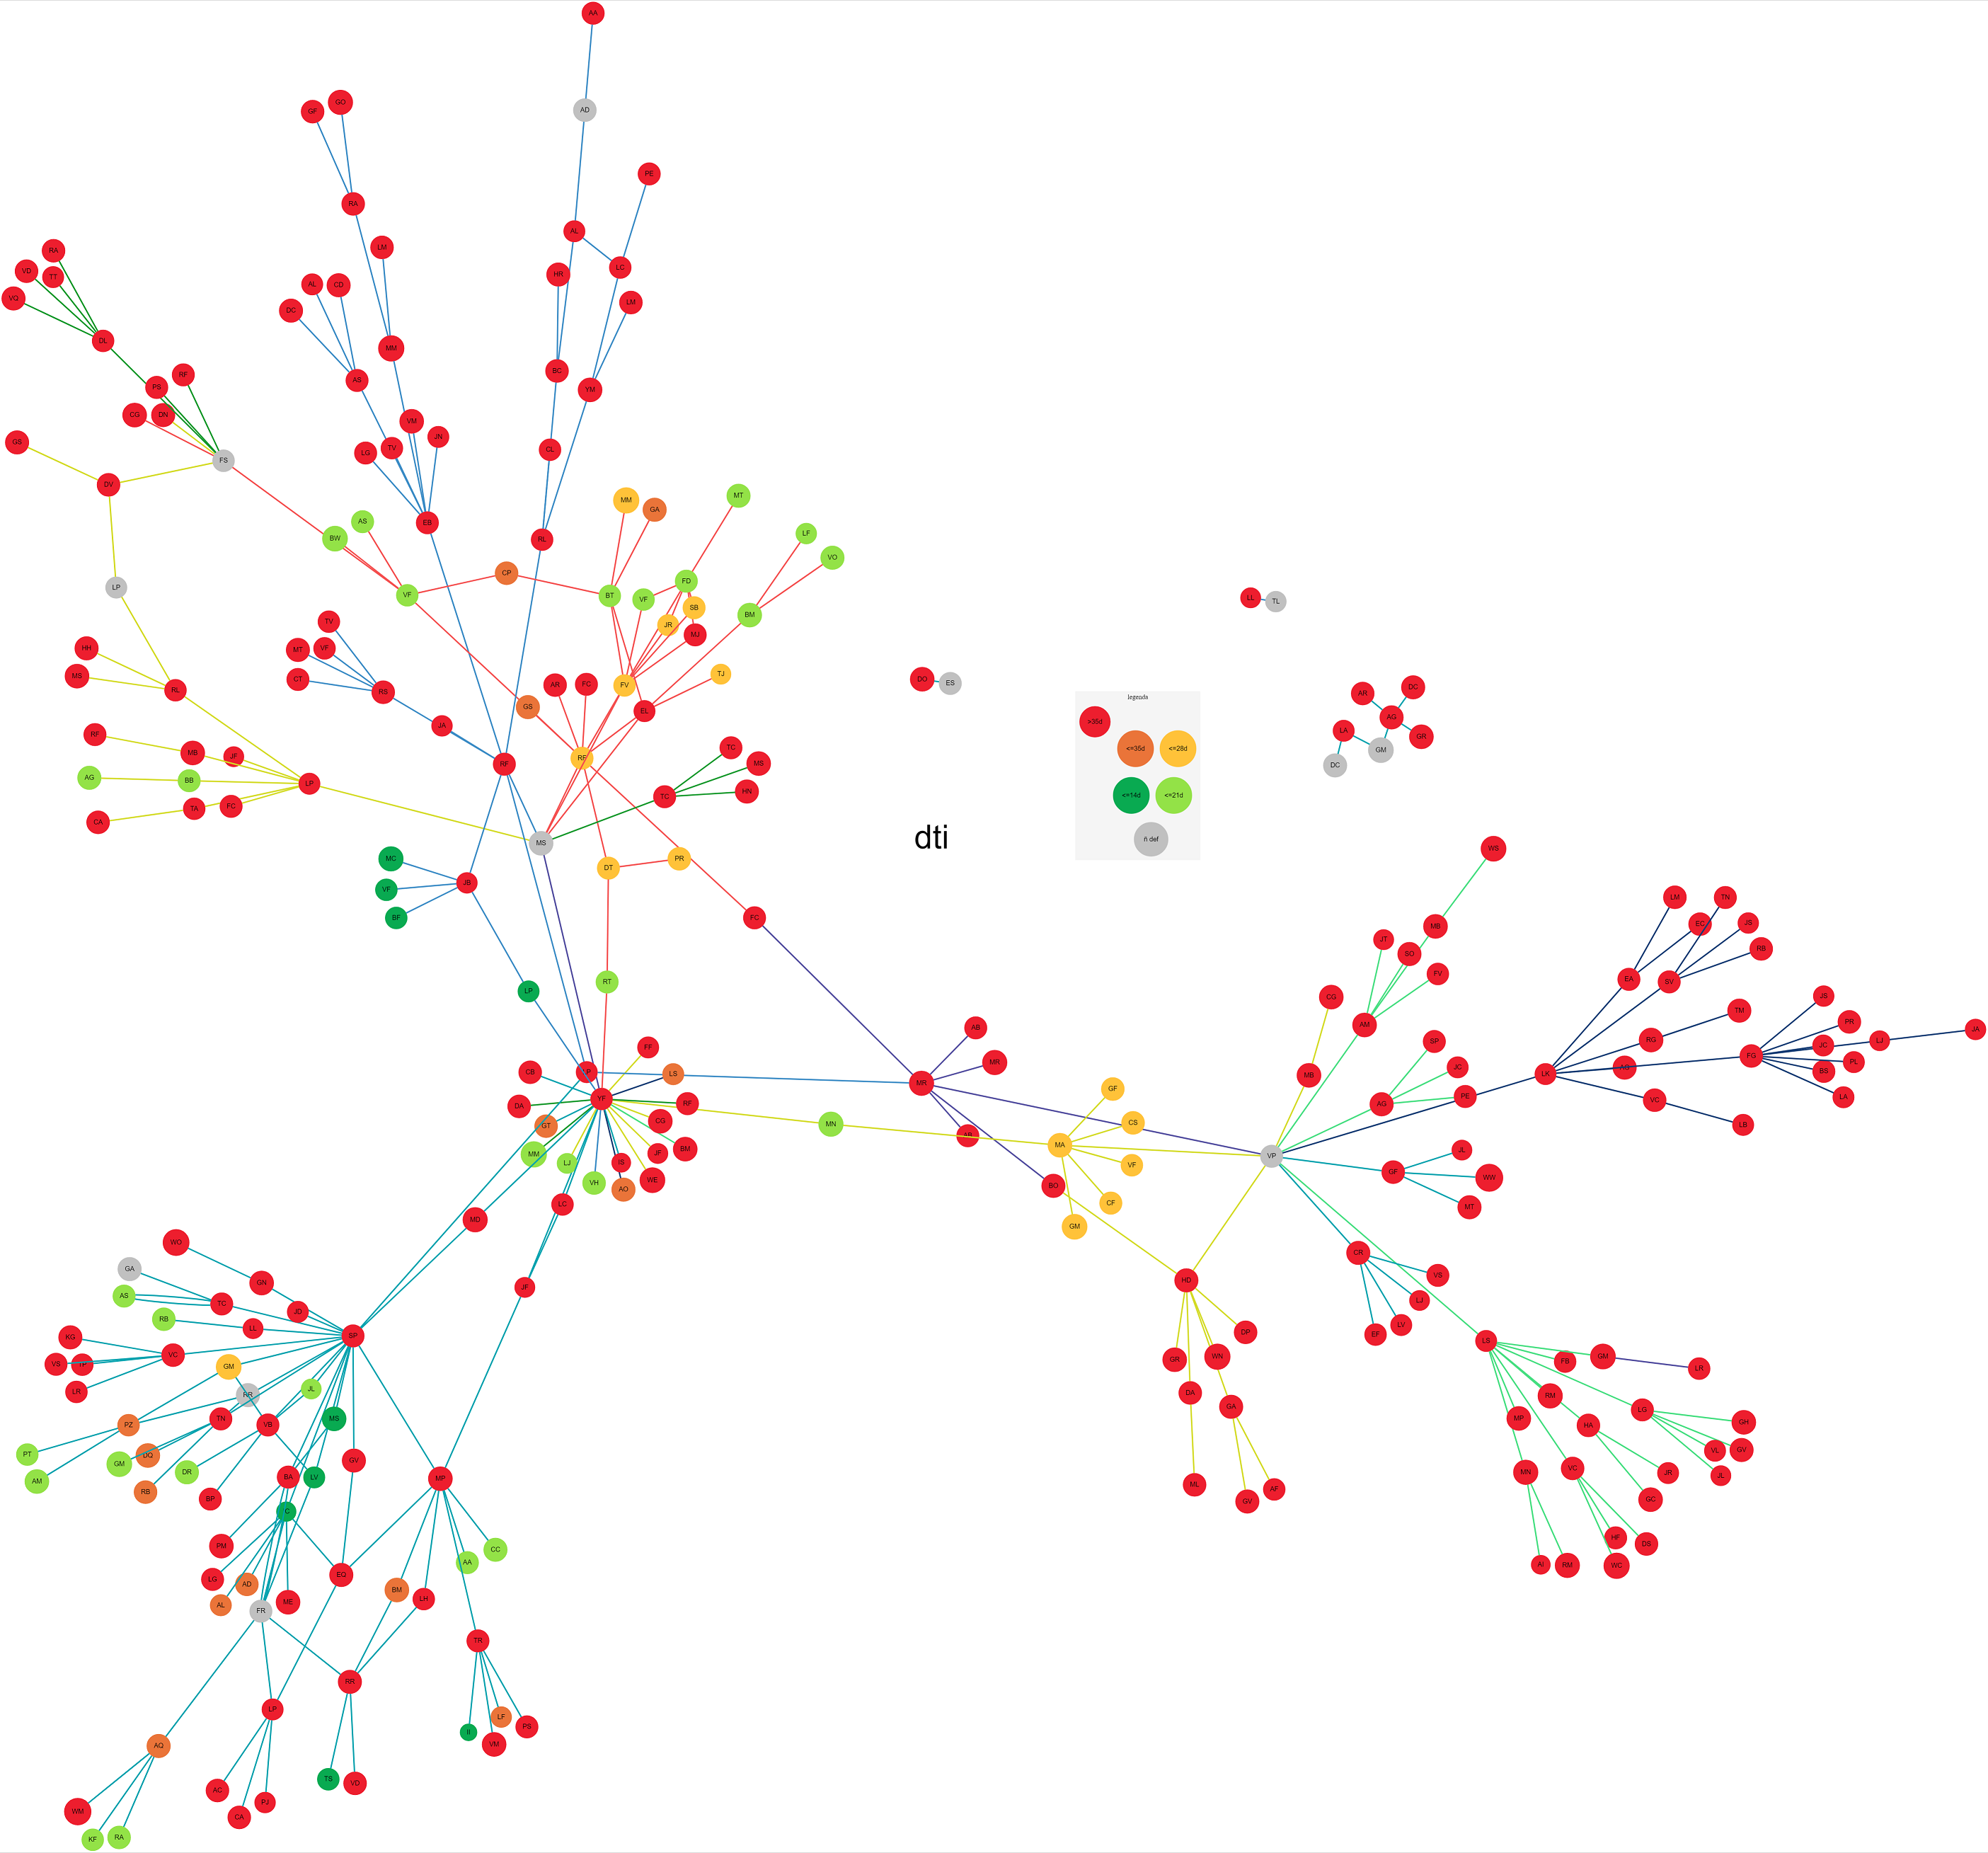 AA
AD
GF
GO
PE
RA
AL
LM
RA
LC
VD
TT
HR
AL
CD
VQ
LM
DC
DL
MM
BC
RF
AS
PS
YM
CG
DN
VM
JN
GS
TV
CL
LG
FS
DV
MT
MM
GA
AS
EB
LF
BW
RL
VO
CP
FD
LP
VF
BT
VF
LL
TL
SB
BM
TV
JR
MJ
HH
VF
MT
TJ
MS
CT
DO
ES
AR
FC
FV
RL
RS
AR
DC
legenda
GS
EL
AG
>35d
JA
LA
GR
RF
TC
<=35d
<=28d
GM
MB
JF
RF
MS
RF
DC
AG
BB
LP
HN
TC
<=14d
<=21d
TA
FC
CA
dti
MS
ñ def
WS
MC
PR
DT
JB
VF
LM
TN
BF
FC
EC
JS
MB
JT
RB
SO
FV
EA
SV
RT
LP
CG
JS
TM
AB
AM
PR
JA
RG
SP
LJ
FF
JC
FG
MR
PL
JC
CB
LS
LK
BS
MB
MR
GF
PE
LA
YF
VC
RF
AG
DA
CG
CS
MN
LB
GT
AB
MA
BM
JL
MM
JF
VP
LJ
IS
VF
GF
WW
WE
VH
BO
AO
CF
MT
LC
MD
GM
WO
CR
GA
VS
HD
GN
JF
AS
LJ
TC
JD
RB
LV
LL
DP
EF
SP
KG
LS
VC
WN
GM
FB
GR
VS
GM
LR
JL
LR
DA
RM
GA
LG
MS
TN
MP
GH
PZ
VB
HA
VL
GV
PT
GV
GM
VC
DR
MN
JR
JL
AM
BA
LV
MP
ML
RB
AF
BP
GC
GV
C
HF
PM
DS
CC
AA
AI
RM
WC
EQ
LG
AD
BM
LH
ME
AL
FR
TR
RR
LP
LF
PS
VM
AQ
TS
VD
AC
PJ
WM
CA
RA
KF